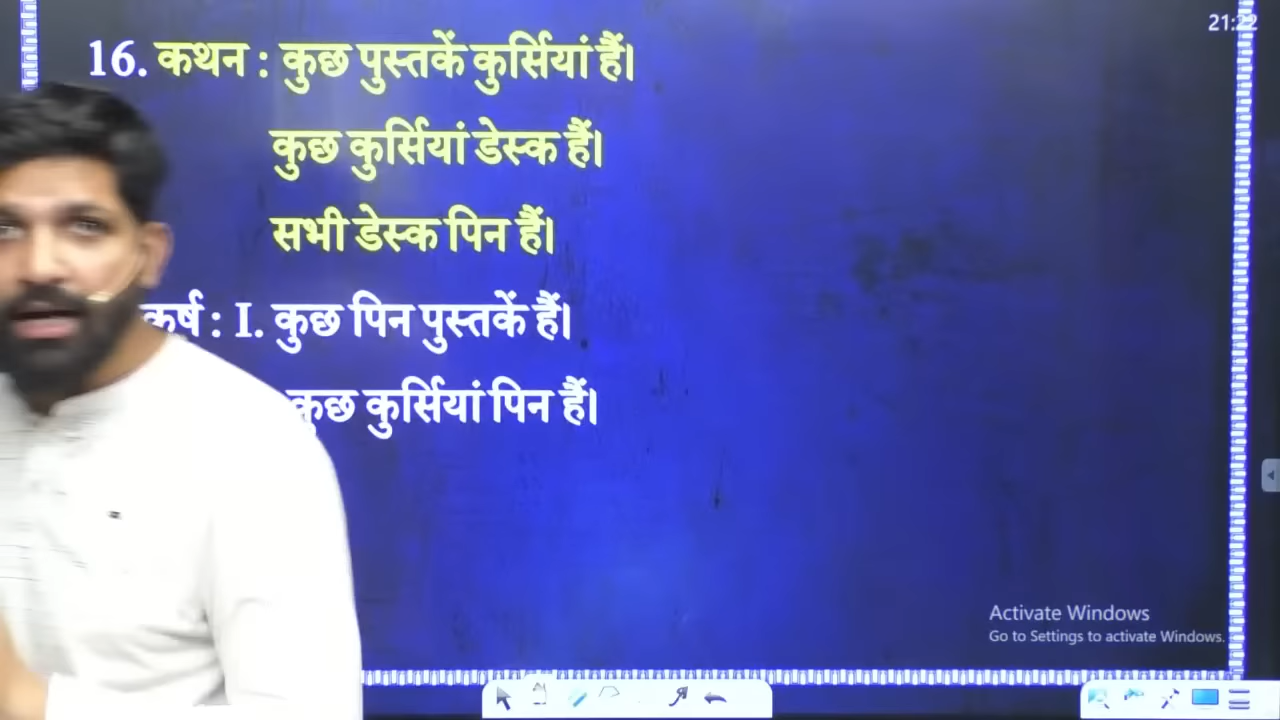 21:22
16. कथन : कुछ पुस्तकें कुर्सियां हैं।
कुछ कुर्सियां डेस्क हैं।
सभी डेस्क पिन हैं।
कर्ष : I. कुछ पिन पुस्तकें हैं।
कुछ कुर्सियां पिन हैं।
Activate Windows
Go to Settings to activate Windows.